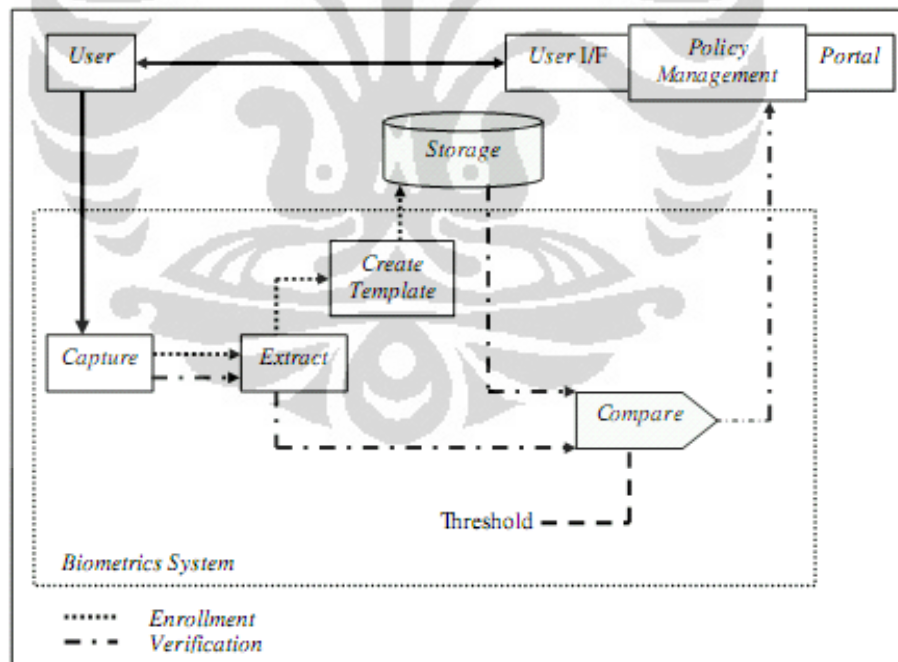 User
User I/F
Policy
Management
Portal
Storage
Create
Template
Capture
Extract
Compare
Threshold
Biometrics System
Enrollment
Verification